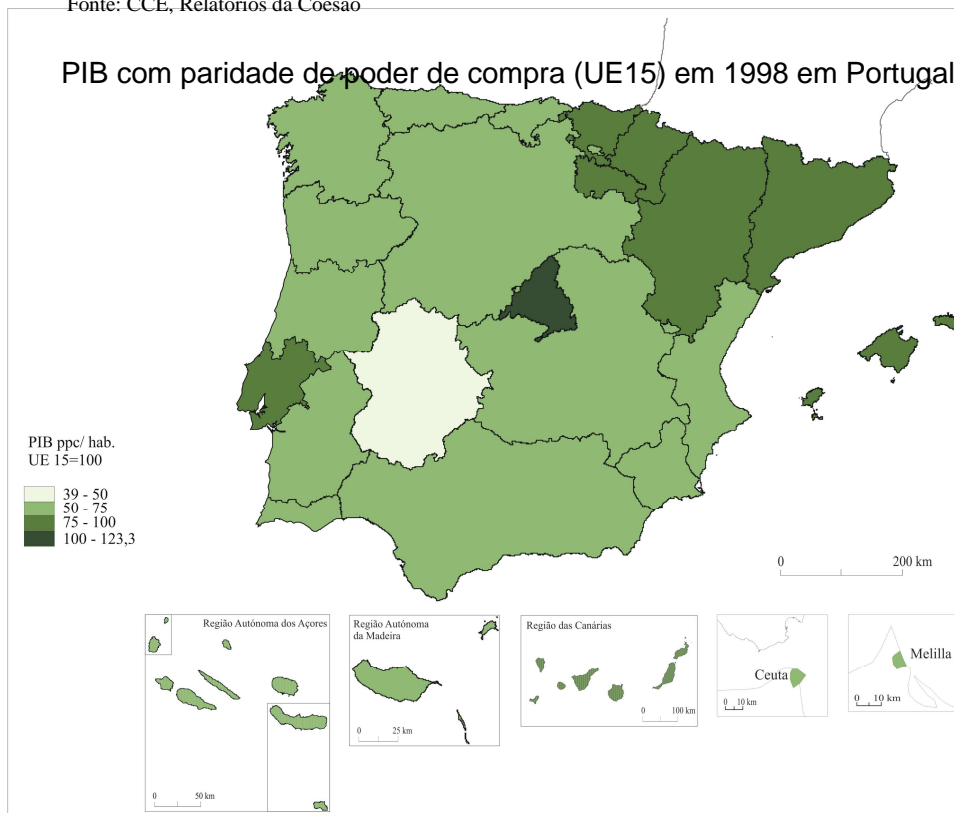 Fonte: CCE, Relatórios da Coesão
PIB com paridade de poder de compra (UE15) em 1998 em Portugal
PIB ppc/ hab.
UE 15=100
39 - 50
50 - 75
75 - 100
100 - 123,3
0 200 km
Região Autónoma dos Açores
0 50 km
Região Autónoma
da Madeira
0 25 km
Região das Canárias
0 100 km
Ceuta
0 10 km
Melilla
0 10 km